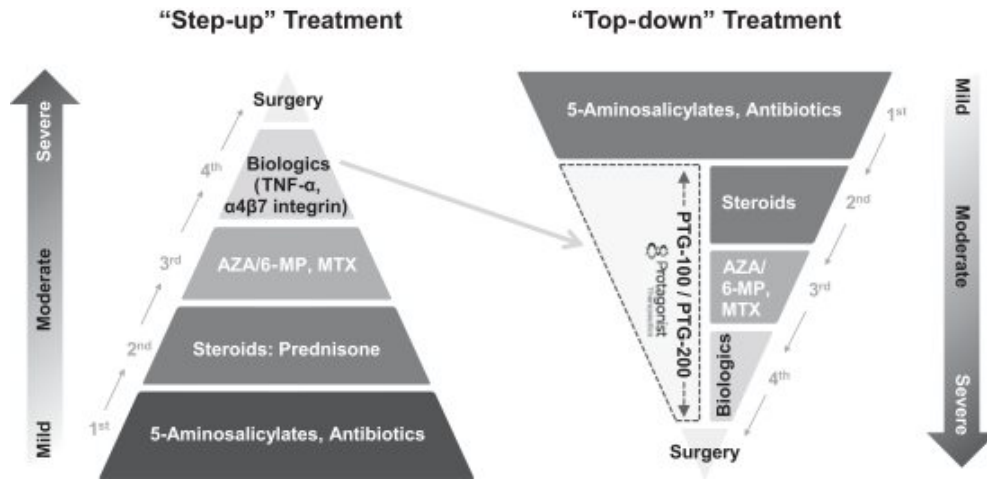 “Step-up” Treatment
Severe
Moderate
Mild
1st
2nd
3rd
4th
Surgery
Biologics
(TNF-α,
α4β7 integrin)
AZA/6-MP, MTX
Steroids: Prednisone
5-Aminosalicylates, Antibiotics
“Top-down” Treatment
5-Aminosalicylates, Antibiotics
PTG-100 / PTG-200
Protagonist
Therapeutics
Steroids
AZA/
6-MP,
MTX
Biologics
Surgery
1st
2nd
3rd
4th
Mild
Moderate
Severe